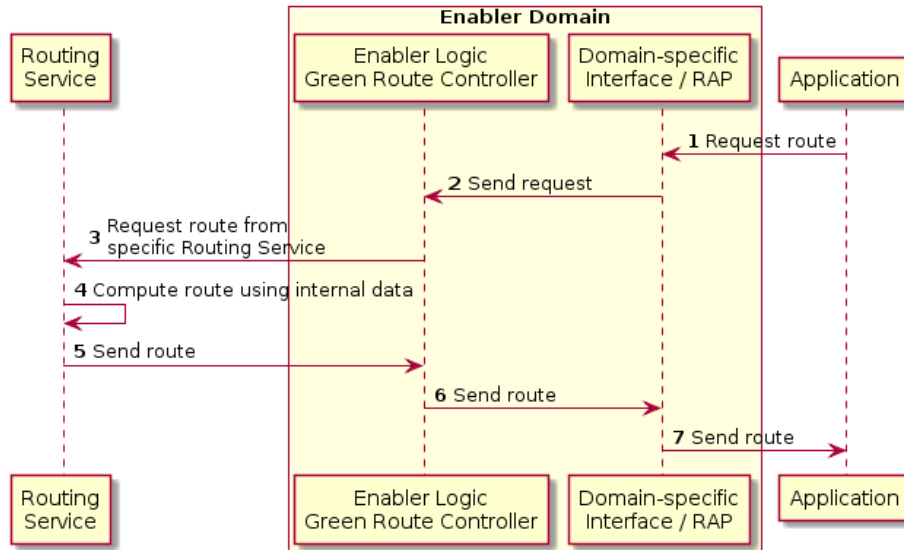 Enabler Domain
Routing
Service
Enabler Logic
Green Route Controller
Domain-specific
Interface / RAP
Application
1 Request route
2 Send request
3 Request route from
specific Routing Service
4 Compute route using internal data
5 Send route
6 Send route
7 Send route
Routing
Service
Enabler Logic
Green Route Controller
Domain-specific
Interface / RAP
Application